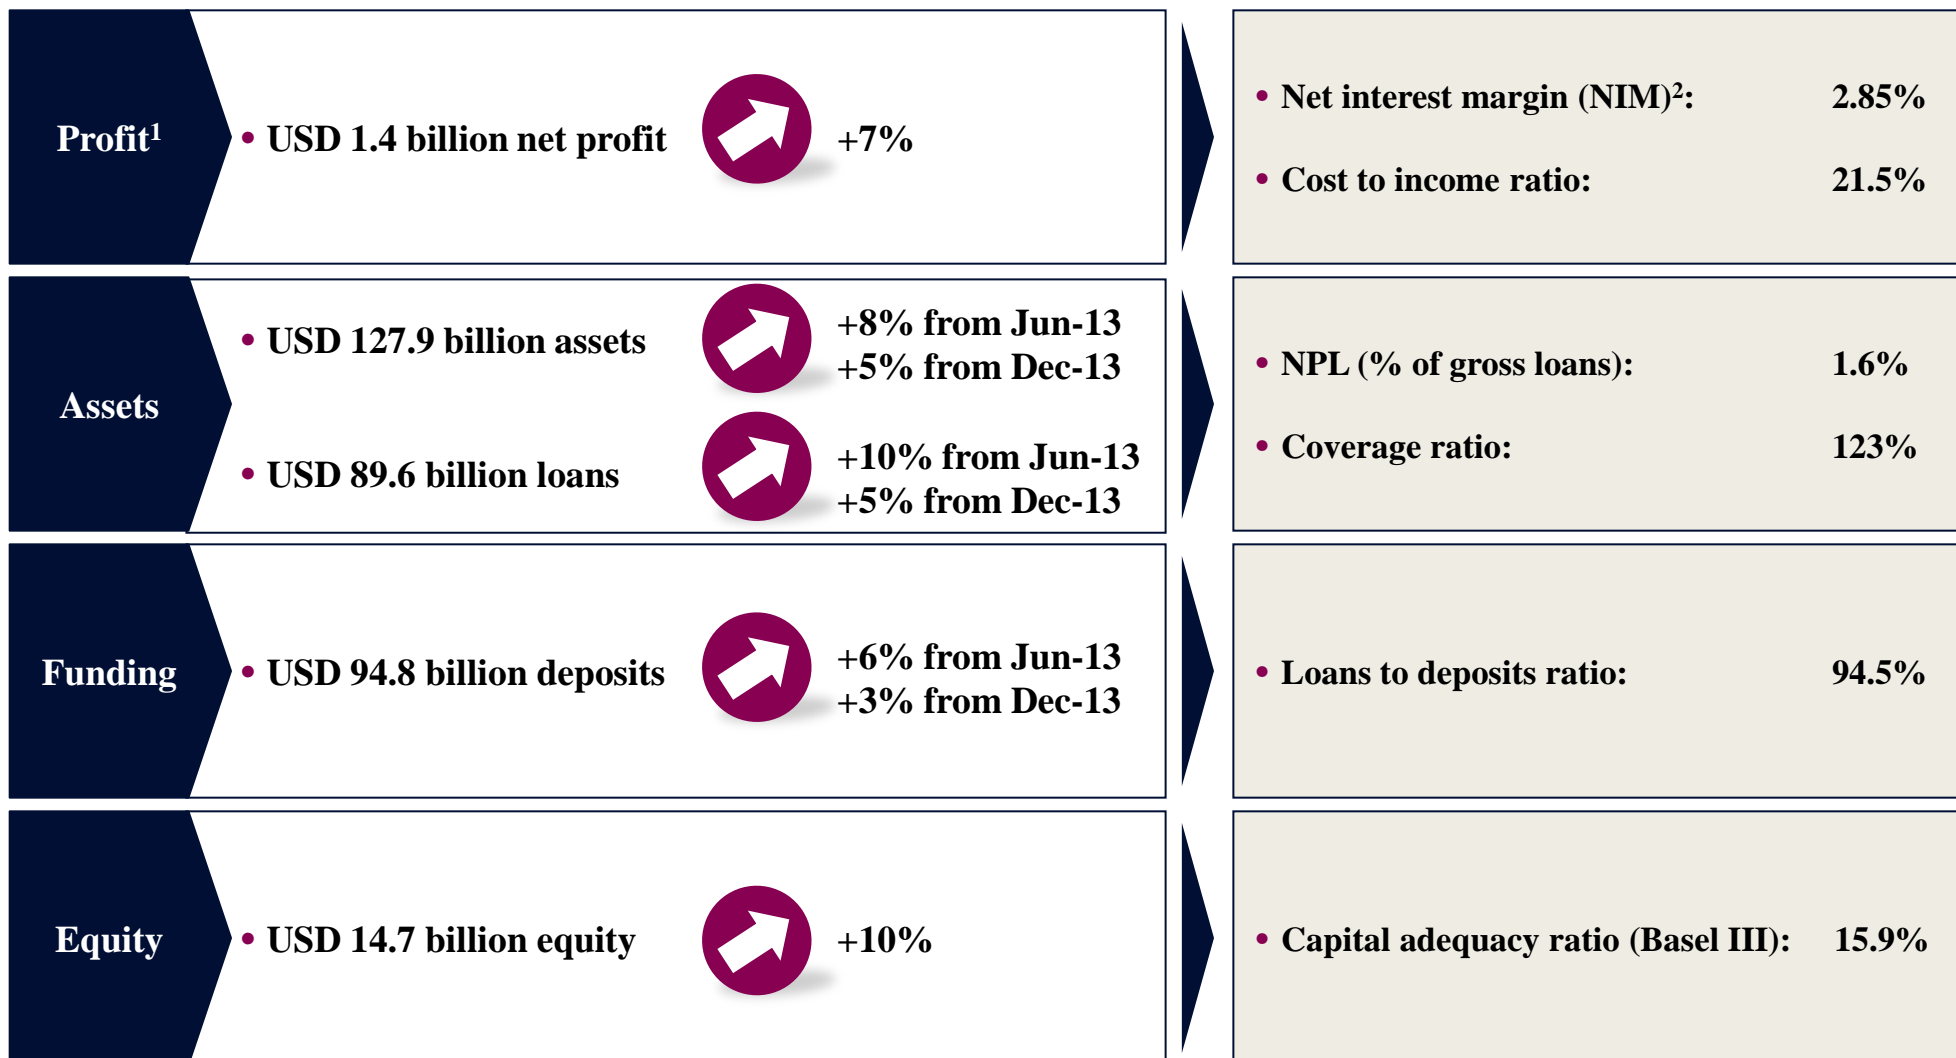 Profit¹
• USD 1.4 billion net profit
+7%
• Net interest margin (NIM)²: 2.85%
• Cost to income ratio: 21.5%
Assets
• USD 127.9 billion assets
+8% from Jun-13
+5% from Dec-13
• USD 89.6 billion loans
+10% from Jun-13
+5% from Dec-13
• NPL (% of gross loans): 1.6%
• Coverage ratio: 123%
Funding
• USD 94.8 billion deposits
+6% from Jun-13
+3% from Dec-13
• Loans to deposits ratio: 94.5%
Equity
• USD 14.7 billion equity
+10%
• Capital adequacy ratio (Basel III): 15.9%